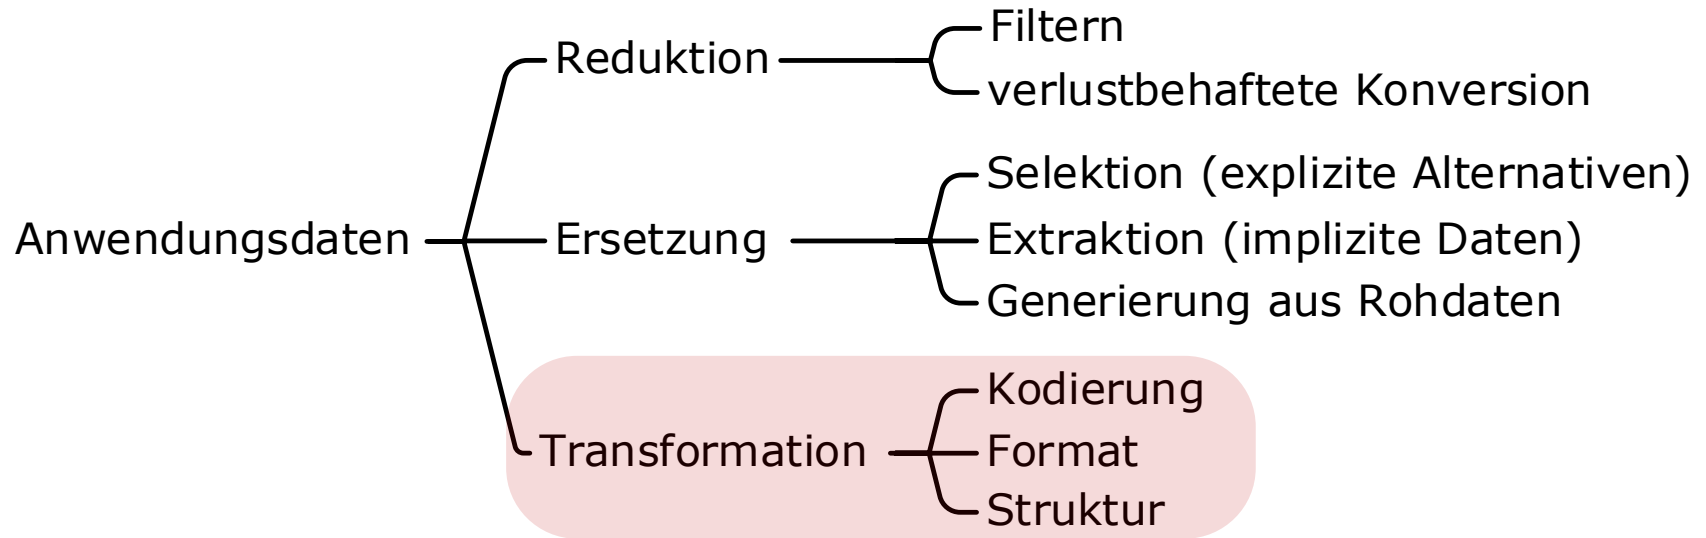 Anwendungsdaten
Reduktion
Filtern
verlustbehaftete Konversion
Ersetzung
Selektion (explizite Alternativen)
Extraktion (implizite Daten)
Generierung aus Rohdaten
Transformation
Kodierung
Format
Struktur